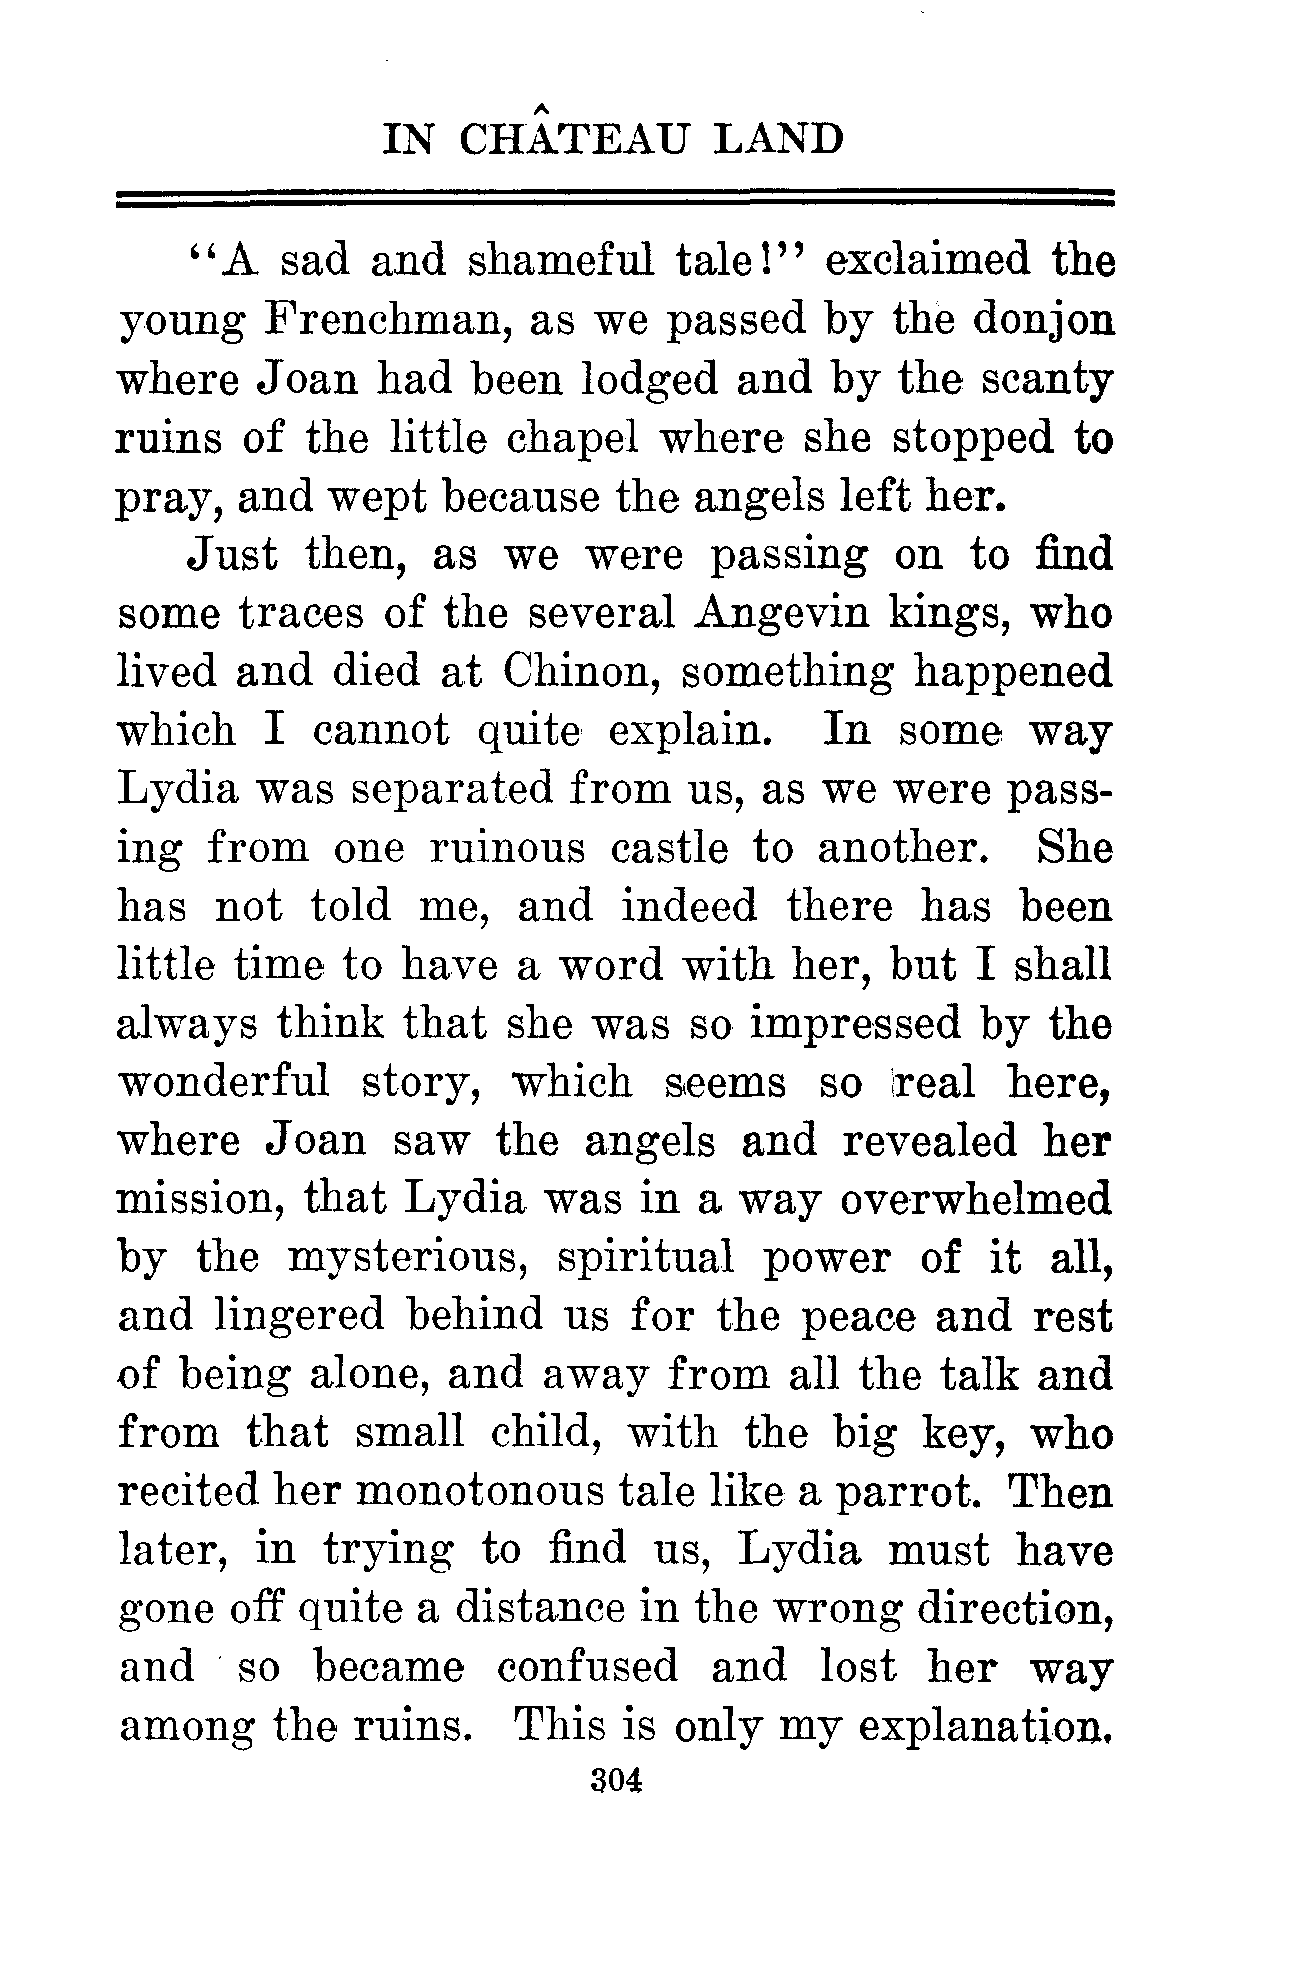 IN CHÂTEAU LAND
"A sad and shameful tale!" exclaimed the
young Frenchman, as we passed by the donjon
where Joan had been lodged and by the scanty
ruins of the little chapel where she stopped to
pray, and wept because the angels left her.
Just then, as we were passing on to find
some traces of the several Angevin kings, who
lived and died at Chinon, something happened
which I cannot quite explain. In some way
Lydia was separated from us, as we were pass-
ing from one ruinous castle to another. She
has not told me, and indeed there has been
little time to have a word with her, but I shall
always think that she was so impressed by the
wonderful story, which seems so real here,
where Joan saw the angels and revealed her
mission, that Lydia was in a way overwhelmed
by the mysterious, spiritual power of it all,
and lingered behind us for the peace and rest
of being alone, and away from all the talk and
from that small child, with the big key, who
recited her monotonous tale like a parrot. Then
later, in trying to find us, Lydia must have
gone off quite a distance in the wrong direction,
and so became confused and lost her way
among the ruins. This is only my explanation.
304